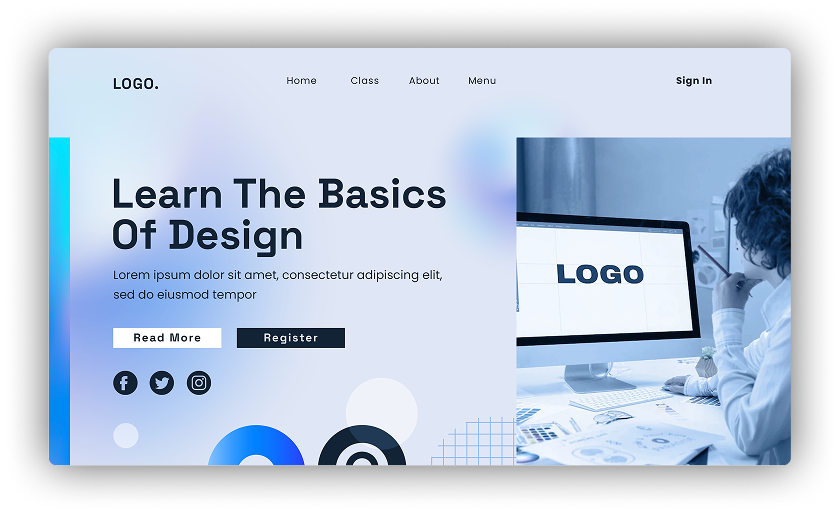 LOGO.
Home Class About Menu
Sign In
Learn The Basics
Of Design
Lorem ipsum dolor sit amet, consectetur adipiscing elit,
sed do eiusmod tempor
Read More
Register
LOGO